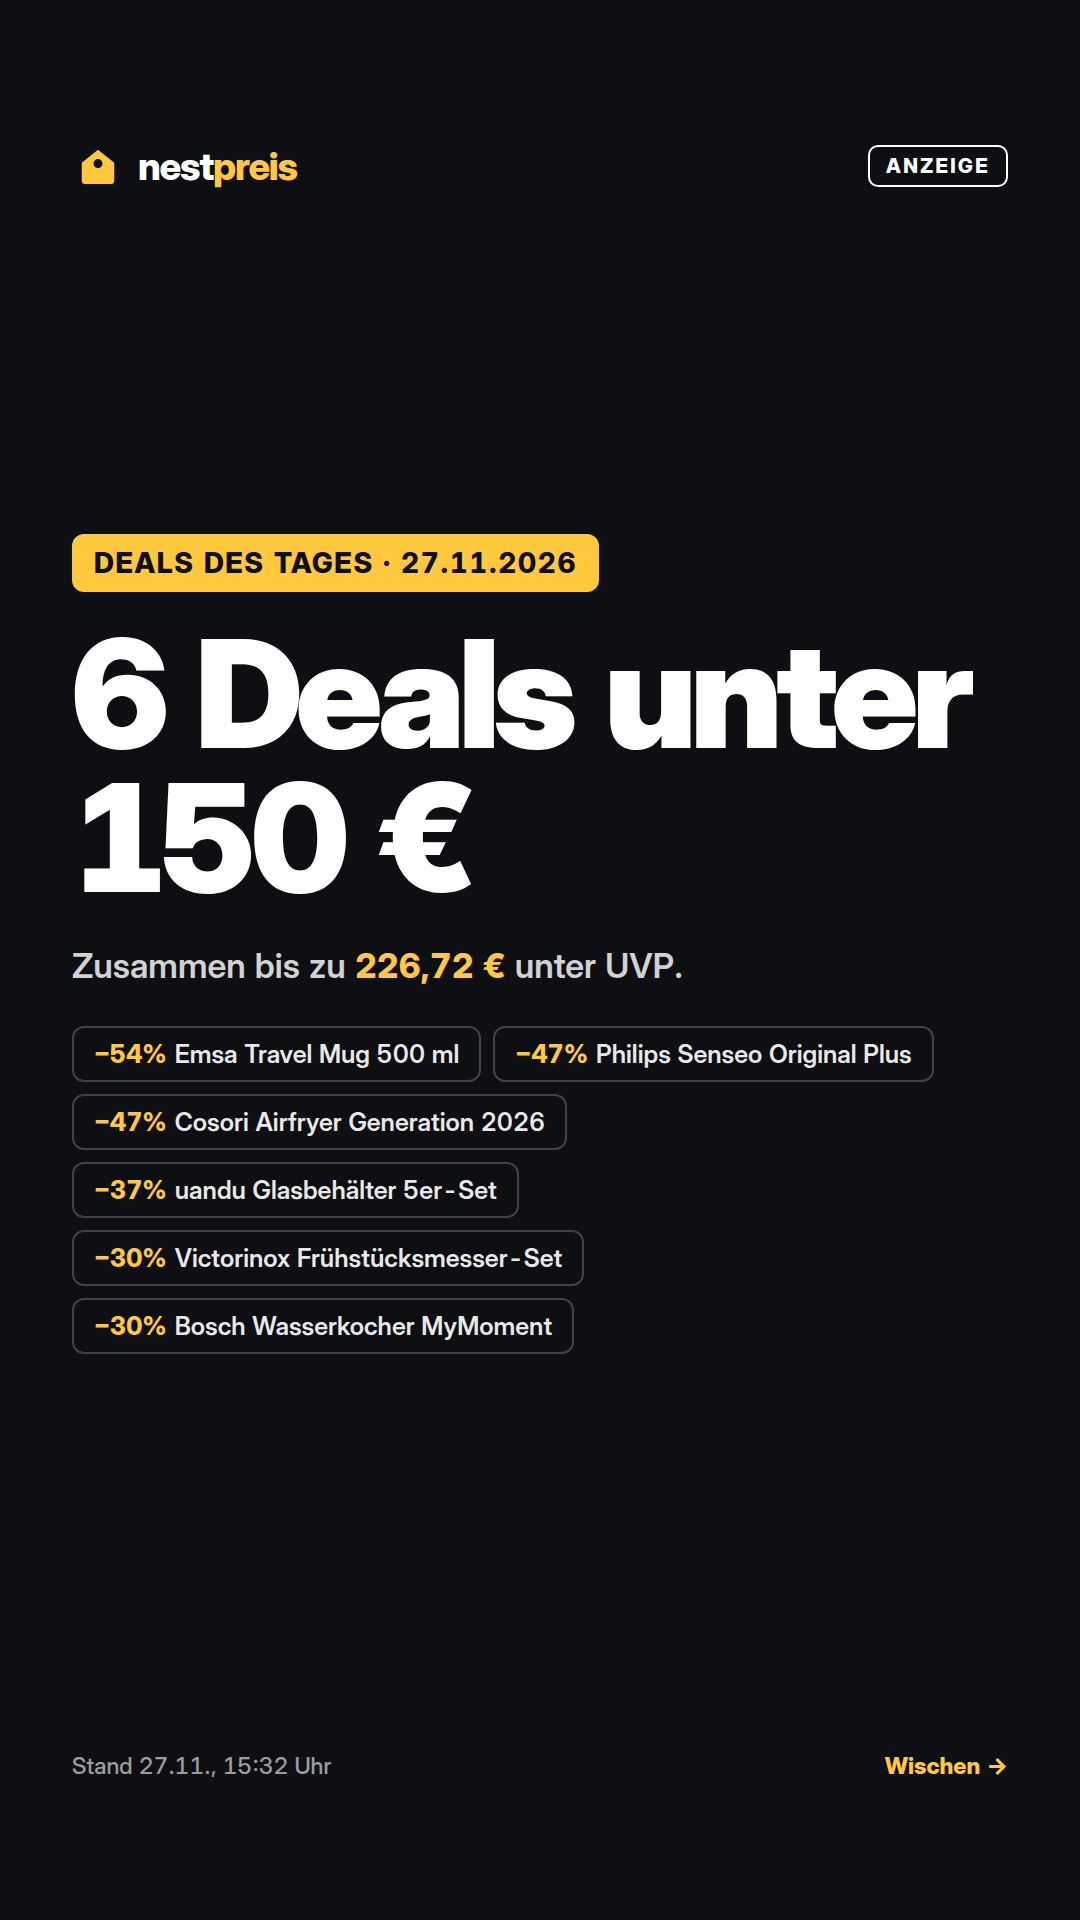 nestpreis
ANZEIGE
DEALS DES TAGES · 27.11.2026
6 Deals unter
150 €
Zusammen bis zu 226,72 € unter UVP.
−54% Emsa Travel Mug 500 ml
−47% Philips Senseo Original Plus
−47% Cosori Airfryer Generation 2026
−37% uandu Glasbehälter 5er-Set
−30% Victorinox Frühstücksmesser-Set
−30% Bosch Wasserkocher MyMoment
Stand 27.11., 15:32 Uhr
Wischen →